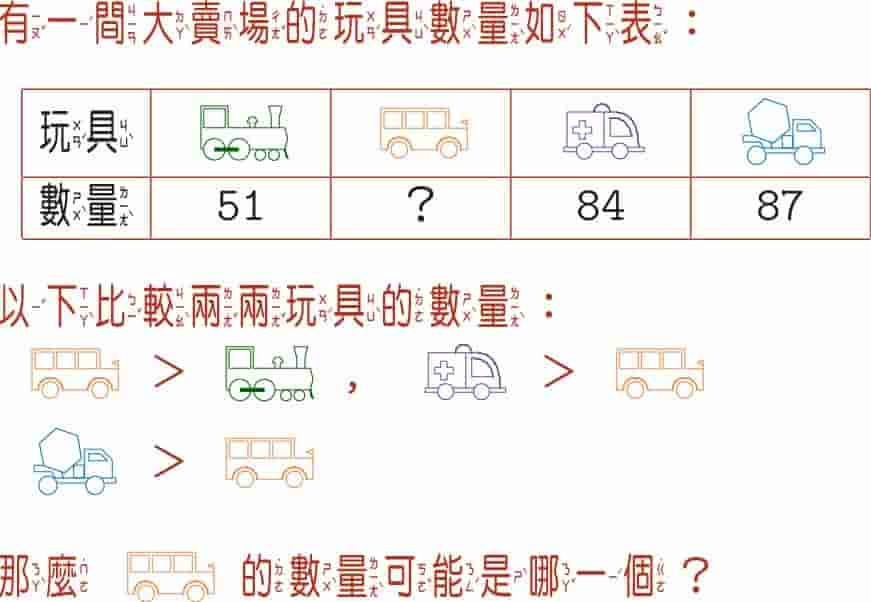 有一間大賣場的玩具數量如下表：
玩具
數量 51 ? 84 87
以下比較兩兩玩具的數量：
> , >
>
那麼 的數量可能是哪一個？